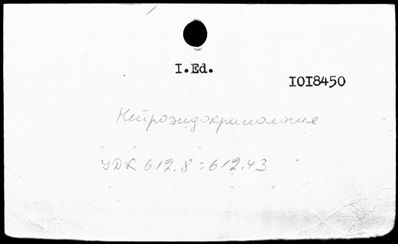 I.Ed.
IOI8450
Нейроэндокринология
УДК 612.8=612.43